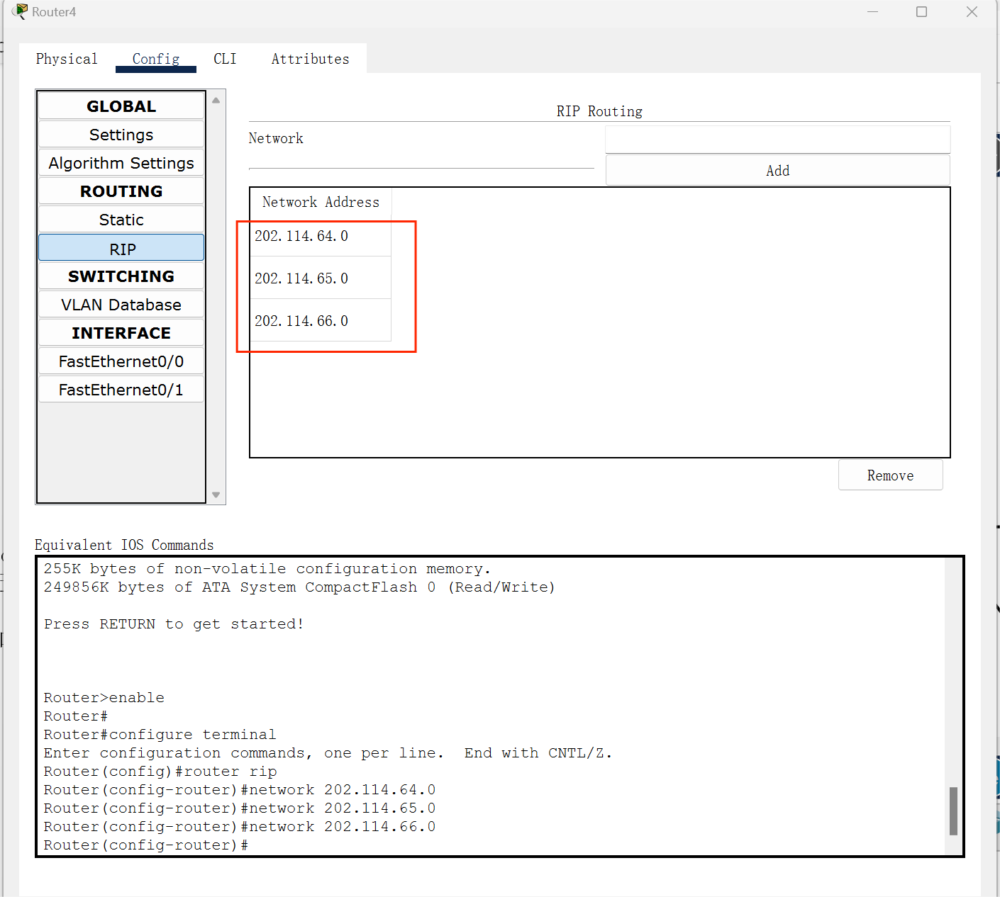 Router4
Physical Config CLI Attributes
GLOBAL
Settings
Algorithm Settings
ROUTING
Static
RIP
SWITCHING
VLAN Database
INTERFACE
FastEthernet0/0
FastEthernet0/1
RIP Routing
Network
Add
Network Address
202.114.64.0
202.114.65.0
202.114.66.0
Remove
Equivalent IOS Commands
255K bytes of non-volatile configuration memory.
249856K bytes of ATA System CompactFlash 0 (Read/Write)
Press RETURN to get started!
Router>enable
Router#
Router#configure terminal
Enter configuration commands, one per line.  End with CNTL/Z.
Router(config)#router rip
Router(config-router)#network 202.114.64.0
Router(config-router)#network 202.114.65.0
Router(config-router)#network 202.114.66.0
Router(config-router)#